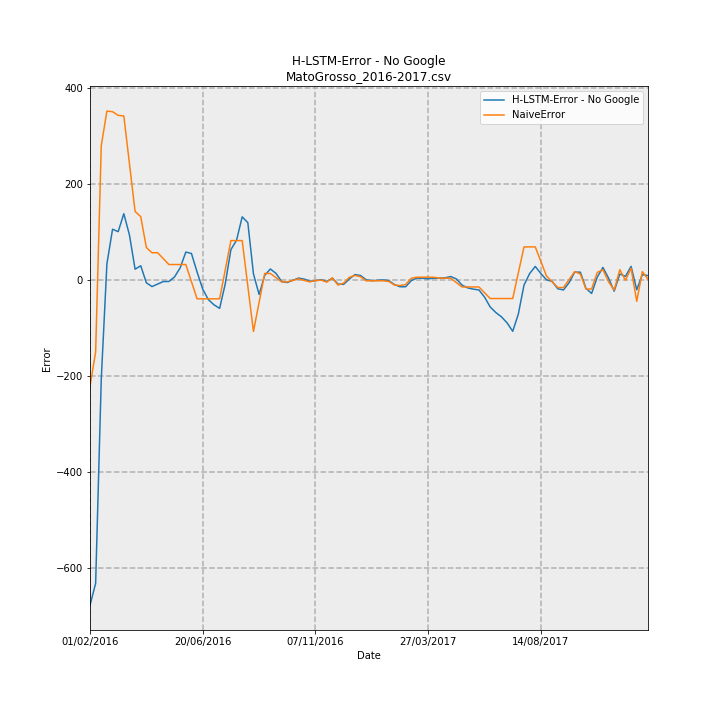 H-LSTM-Error - No Google
MatoGrosso_2016-2017.csv
H-LSTM-Error - No Google
NaiveError
400
200
0
−200
−400
−600
Error
01/02/2016 20/06/2016 07/11/2016 27/03/2017 14/08/2017
Date